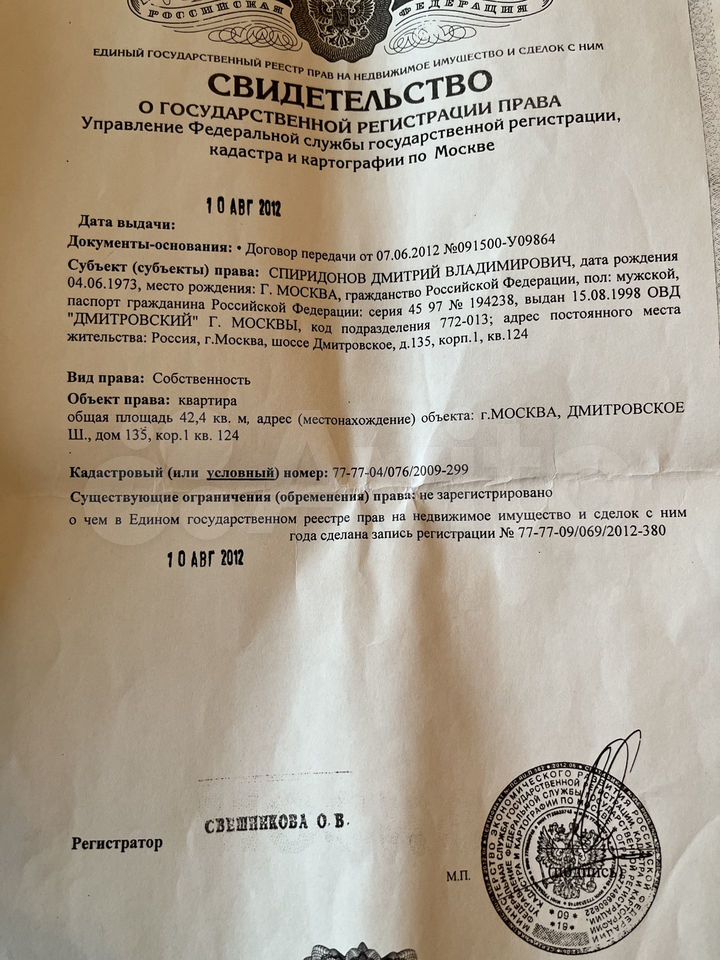 РОССИЙСКАЯ ФЕДЕРАЦИЯ
ЕДИНЫЙ ГОСУДАРСТВЕННЫЙ РЕЕСТР ПРАВ НА НЕДВИЖИМОЕ ИМУЩЕСТВО И СДЕЛОК С НИМ
СВИДЕТЕЛЬСТВО
О ГОСУДАРСТВЕННОЙ РЕГИСТРАЦИИ ПРАВА
Управление Федеральной службы государственной регистрации,
кадастра и картографии по Москве
10 АВГ 2012
Дата выдачи:
Документы-основания: • Договор передачи от 07.06.2012 №091500-У09864
Субъект (субъекты) права: СПИРИДОНОВ ДМИТРИЙ ВЛАДИМИРОВИЧ, дата рождения
04.06.1973, место рождения: Г. МОСКВА, гражданство Российской Федерации, пол: мужской,
паспорт гражданина Российской Федерации: серия 45 97 № 194238, выдан 15.08.1998 ОВД
"ДМИТРОВСКИЙ" Г. МОСКВЫ, код подразделения 772-013; адрес постоянного места
жительства: Россия, г.Москва, шоссе Дмитровское, д.135, корп.1, кв.124
Вид права: Собственность
Объект права: квартира
общая площадь 42,4 кв. м, адрес (местонахождение) объекта: г.МОСКВА, ДМИТРОВСКОЕ
Ш., дом 135, кор.1 кв. 124
Кадастровый (или условный) номер: 77-77-04/076/2009-299
Существующие ограничения (обременения) права: не зарегистрировано
о чем в Едином государственном реестре прав на недвижимое имущество и сделок с ним
года сделана запись регистрации № 77-77-09/069/2012-380
10 АВГ 2012
СВЕШНИКОВА О.В.
Регистратор
М.П.
(подпись)